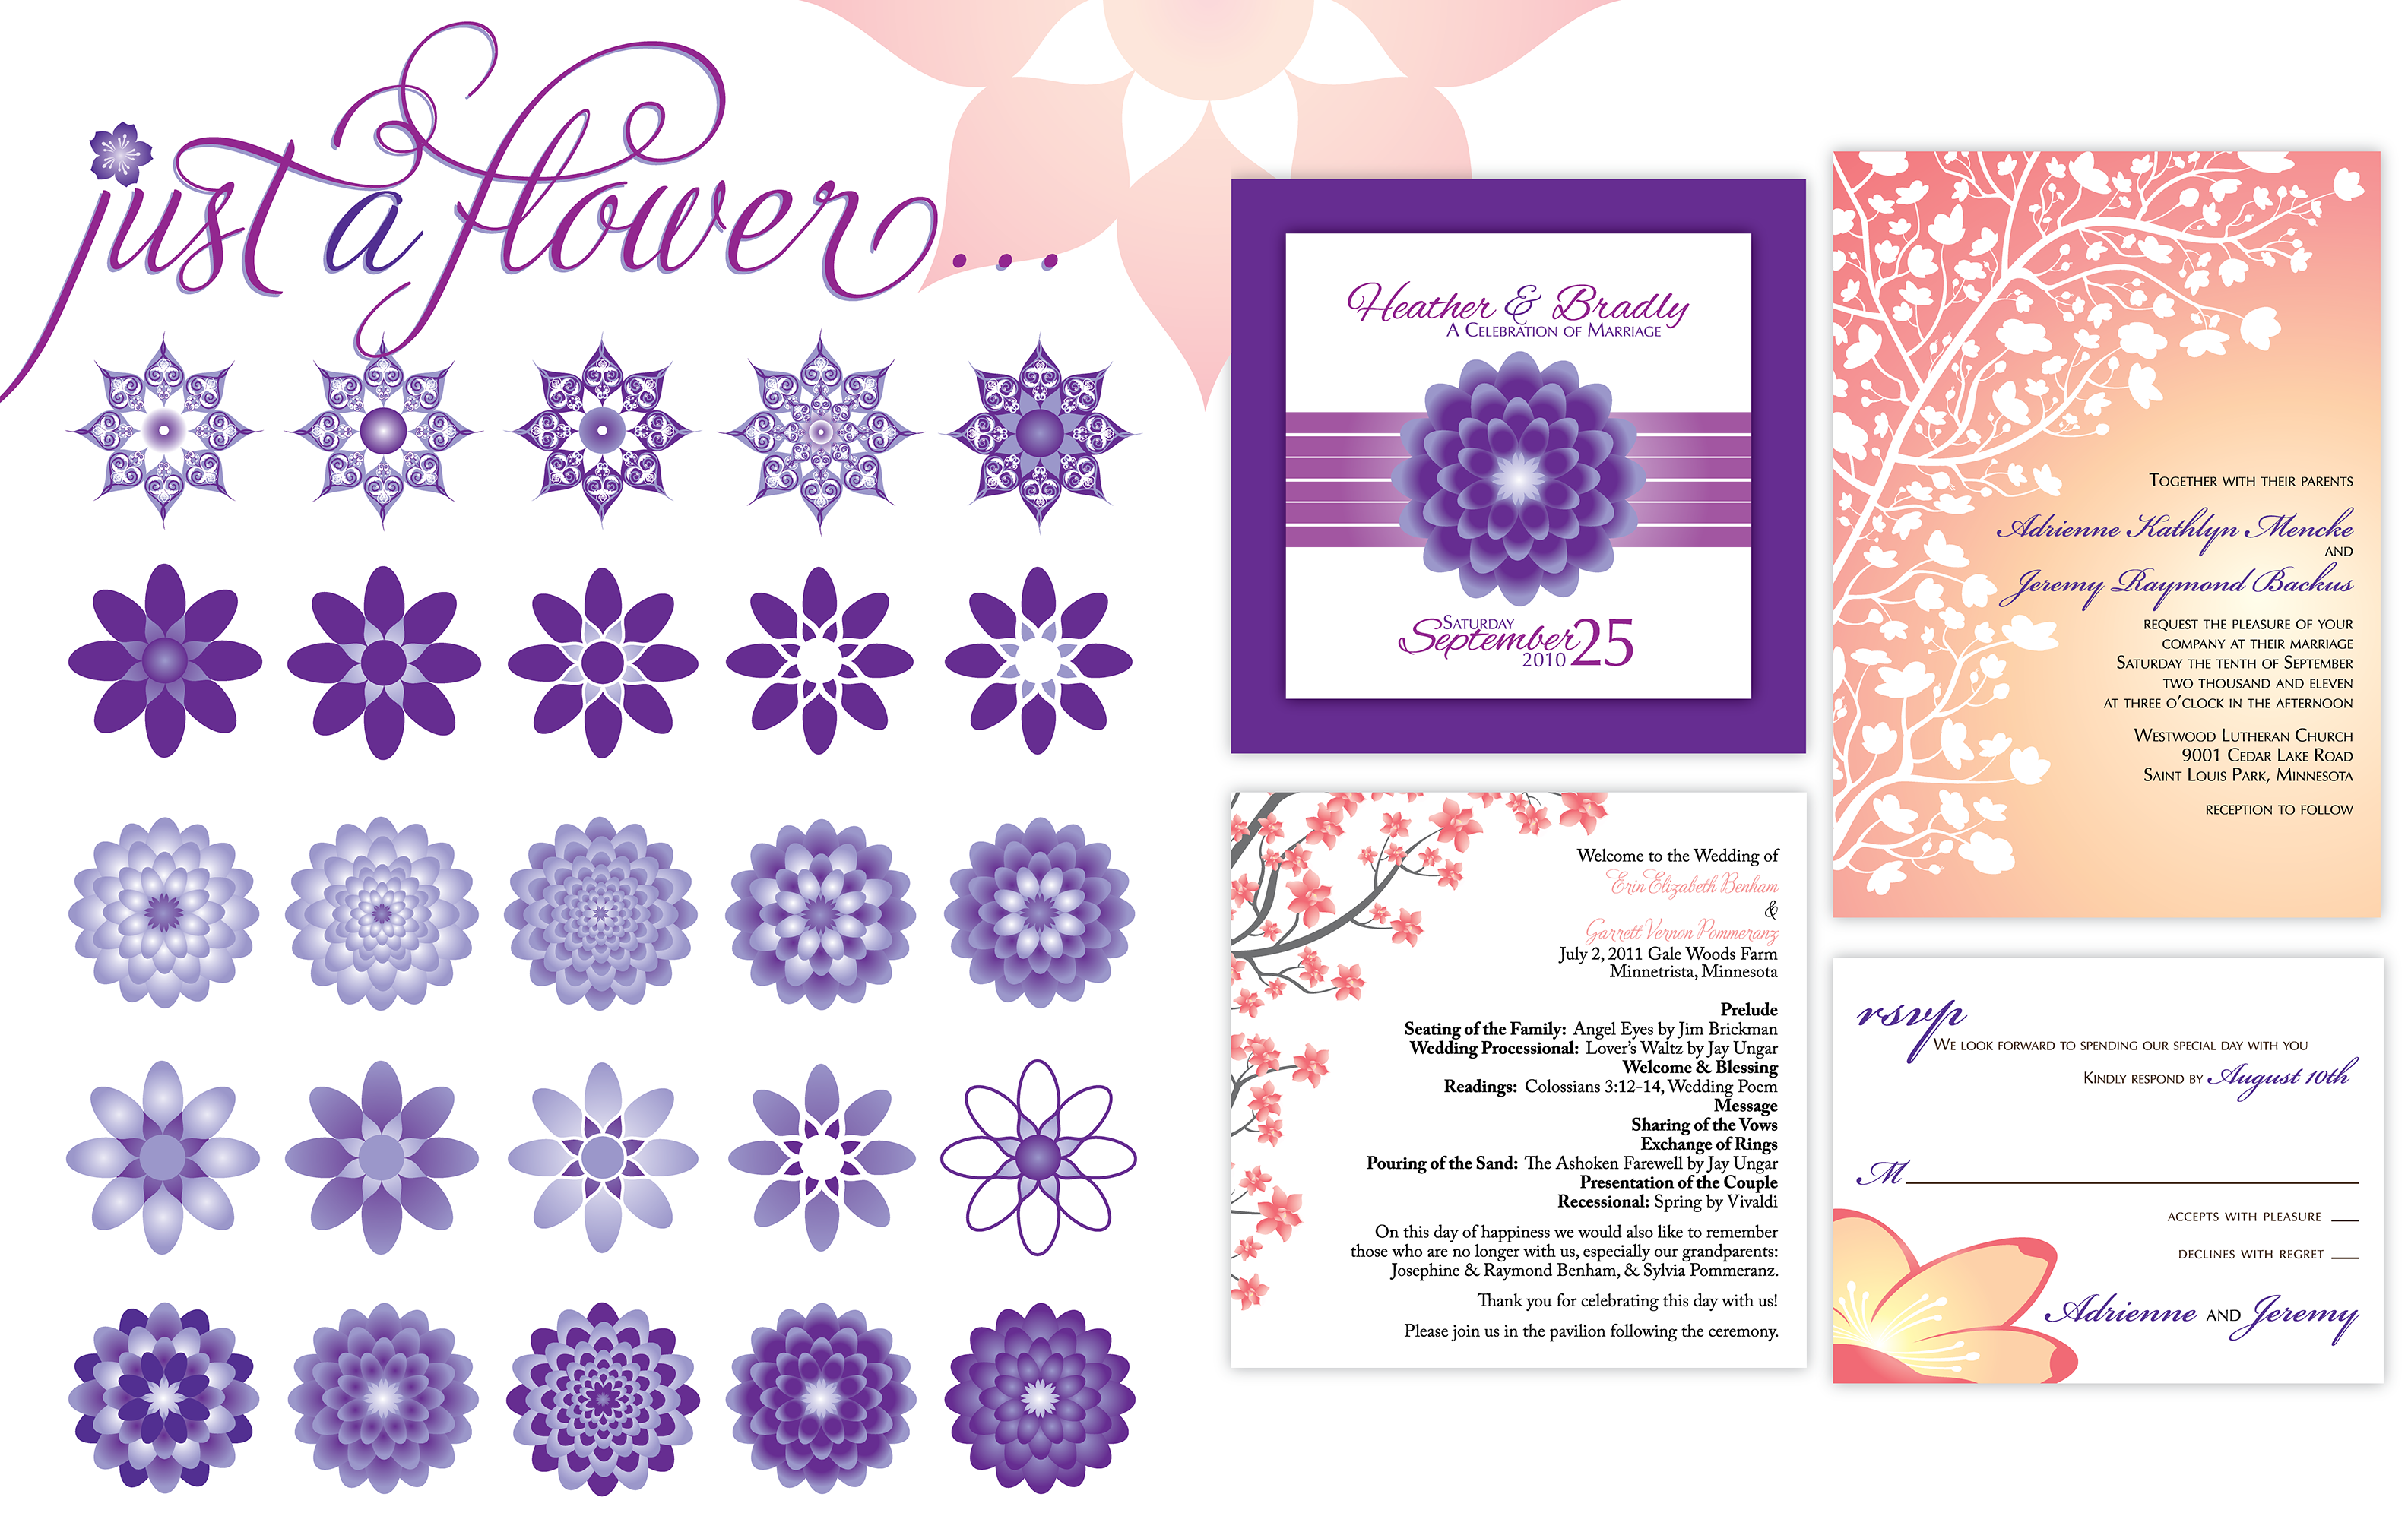 just a flower...
Heather & Bradly
A Celebration of Marriage
Saturday
September 25
2010
Together with their parents
Adrienne Kathlyn Mencke
and
Jeremy Raymond Backus
request the pleasure of your
company at their marriage
Saturday the tenth of September
two thousand and eleven
at three o'clock in the afternoon
Westwood Lutheran Church
9001 Cedar Lake Road
Saint Louis Park, Minnesota
reception to follow
Welcome to the Wedding of
Erin Elizabeth Benham
&
Garrett Vernon Pommeranz
July 2, 2011 Gale Woods Farm
Minnetrista, Minnesota
Prelude
Seating of the Family: Angel Eyes by Jim Brickman
Wedding Processional: Lover's Waltz by Jay Ungar
Welcome & Blessing
Readings: Colossians 3:12-14, Wedding Poem
Message
Sharing of the Vows
Exchange of Rings
Pouring of the Sand: The Ashoken Farewell by Jay Ungar
Presentation of the Couple
Recessional: Spring by Vivaldi
On this day of happiness we would also like to remember
those who are no longer with us, especially our grandparents:
Josephine & Raymond Benham, & Sylvia Pommeranz.
Thank you for celebrating this day with us!
Please join us in the pavilion following the ceremony.
rsvp
We look forward to spending our special day with you
Kindly respond by August 10th
M
accepts with pleasure
declines with regret
Adrienne and Jeremy